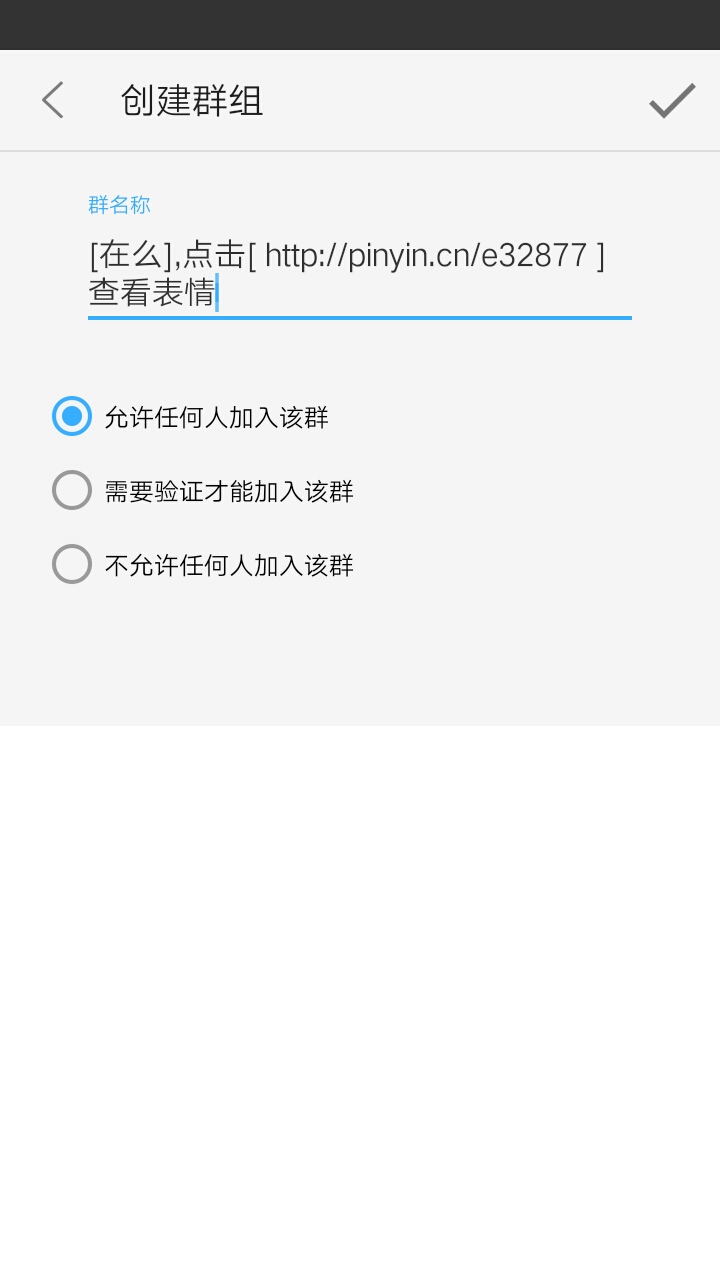 创建群组
群名称
[在么],点击[ http://pinyin.cn/e32877 ]
查看表情
允许任何人加入该群
需要验证才能加入该群
不允许任何人加入该群